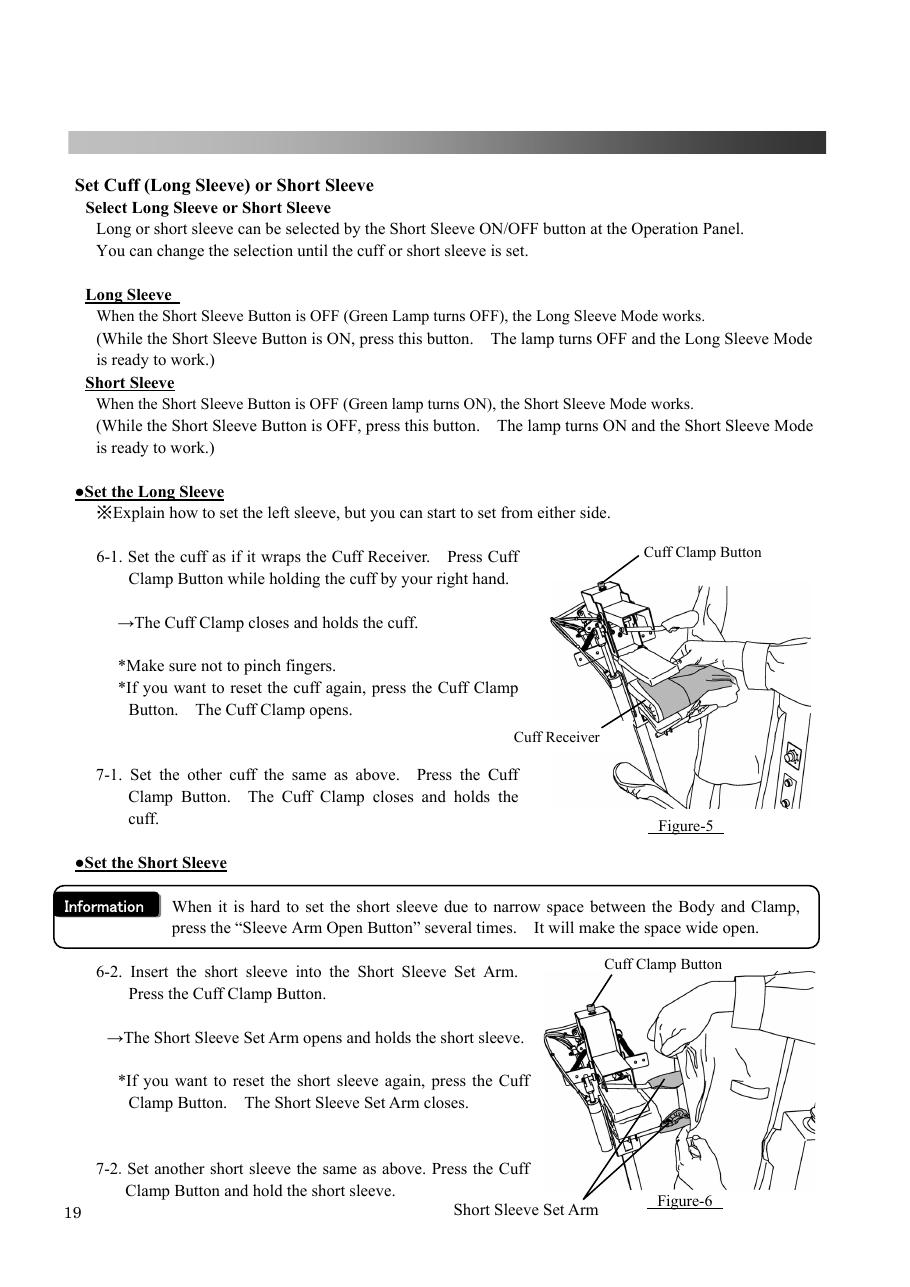 Set Cuff (Long Sleeve) or Short Sleeve
Select Long Sleeve or Short Sleeve
Long or short sleeve can be selected by the Short Sleeve ON/OFF button at the Operation Panel.
You can change the selection until the cuff or short sleeve is set.
Long Sleeve
When the Short Sleeve Button is OFF (Green Lamp turns OFF), the Long Sleeve Mode works.
(While the Short Sleeve Button is ON, press this button. The lamp turns OFF and the Long Sleeve Mode
is ready to work.)
Short Sleeve
When the Short Sleeve Button is OFF (Green lamp turns ON), the Short Sleeve Mode works.
(While the Short Sleeve Button is OFF, press this button. The lamp turns ON and the Short Sleeve Mode
is ready to work.)
●Set the Long Sleeve
※Explain how to set the left sleeve, but you can start to set from either side.
6-1. Set the cuff as if it wraps the Cuff Receiver. Press Cuff
Clamp Button while holding the cuff by your right hand.
→The Cuff Clamp closes and holds the cuff.
*Make sure not to pinch fingers.
*If you want to reset the cuff again, press the Cuff Clamp
Button. The Cuff Clamp opens.
7-1. Set the other cuff the same as above. Press the Cuff
Clamp Button. The Cuff Clamp closes and holds the
cuff.
Cuff Clamp Button
Cuff Receiver
Figure-5
●Set the Short Sleeve
Information
When it is hard to set the short sleeve due to narrow space between the Body and Clamp,
press the “Sleeve Arm Open Button” several times. It will make the space wide open.
6-2. Insert the short sleeve into the Short Sleeve Set Arm.
Press the Cuff Clamp Button.
→The Short Sleeve Set Arm opens and holds the short sleeve.
*If you want to reset the short sleeve again, press the Cuff
Clamp Button. The Short Sleeve Set Arm closes.
7-2. Set another short sleeve the same as above. Press the Cuff
Clamp Button and hold the short sleeve.
Cuff Clamp Button
Short Sleeve Set Arm
Figure-6
19